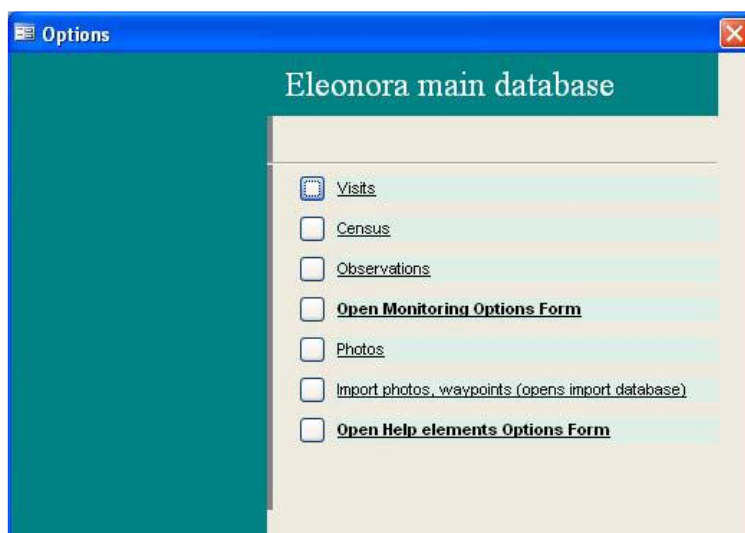 Options
Eleonora main database
Visits
Census
Observations
Open Monitoring Options Form
Photos
Import photos, waypoints (opens import database)
Open Help elements Options Form